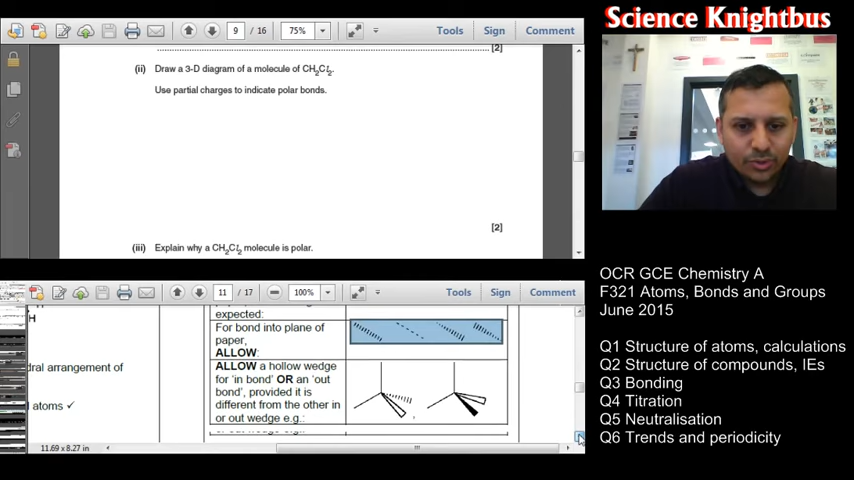 Science Knightbus
9 / 16
75%
Tools
Sign
Comment
[2]
(ii) Draw a 3-D diagram of a molecule of CH2Cl2.
Use partial charges to indicate polar bonds.
[2]
(iii) Explain why a CH2Cl2 molecule is polar.
11 / 17
100%
Tools
Sign
Comment
H
dral arrangement of
d atoms ✓
expected:
For bond into plane of
paper,
ALLOW:
ALLOW a hollow wedge
for 'in bond' OR an 'out
bond', provided it is
different from the other in
or out wedge e.g.:
11.69 x 8.27 in
OCR GCE Chemistry A
F321 Atoms, Bonds and Groups
June 2015
Q1 Structure of atoms, calculations
Q2 Structure of compounds, IEs
Q3 Bonding
Q4 Titration
Q5 Neutralisation
Q6 Trends and periodicity